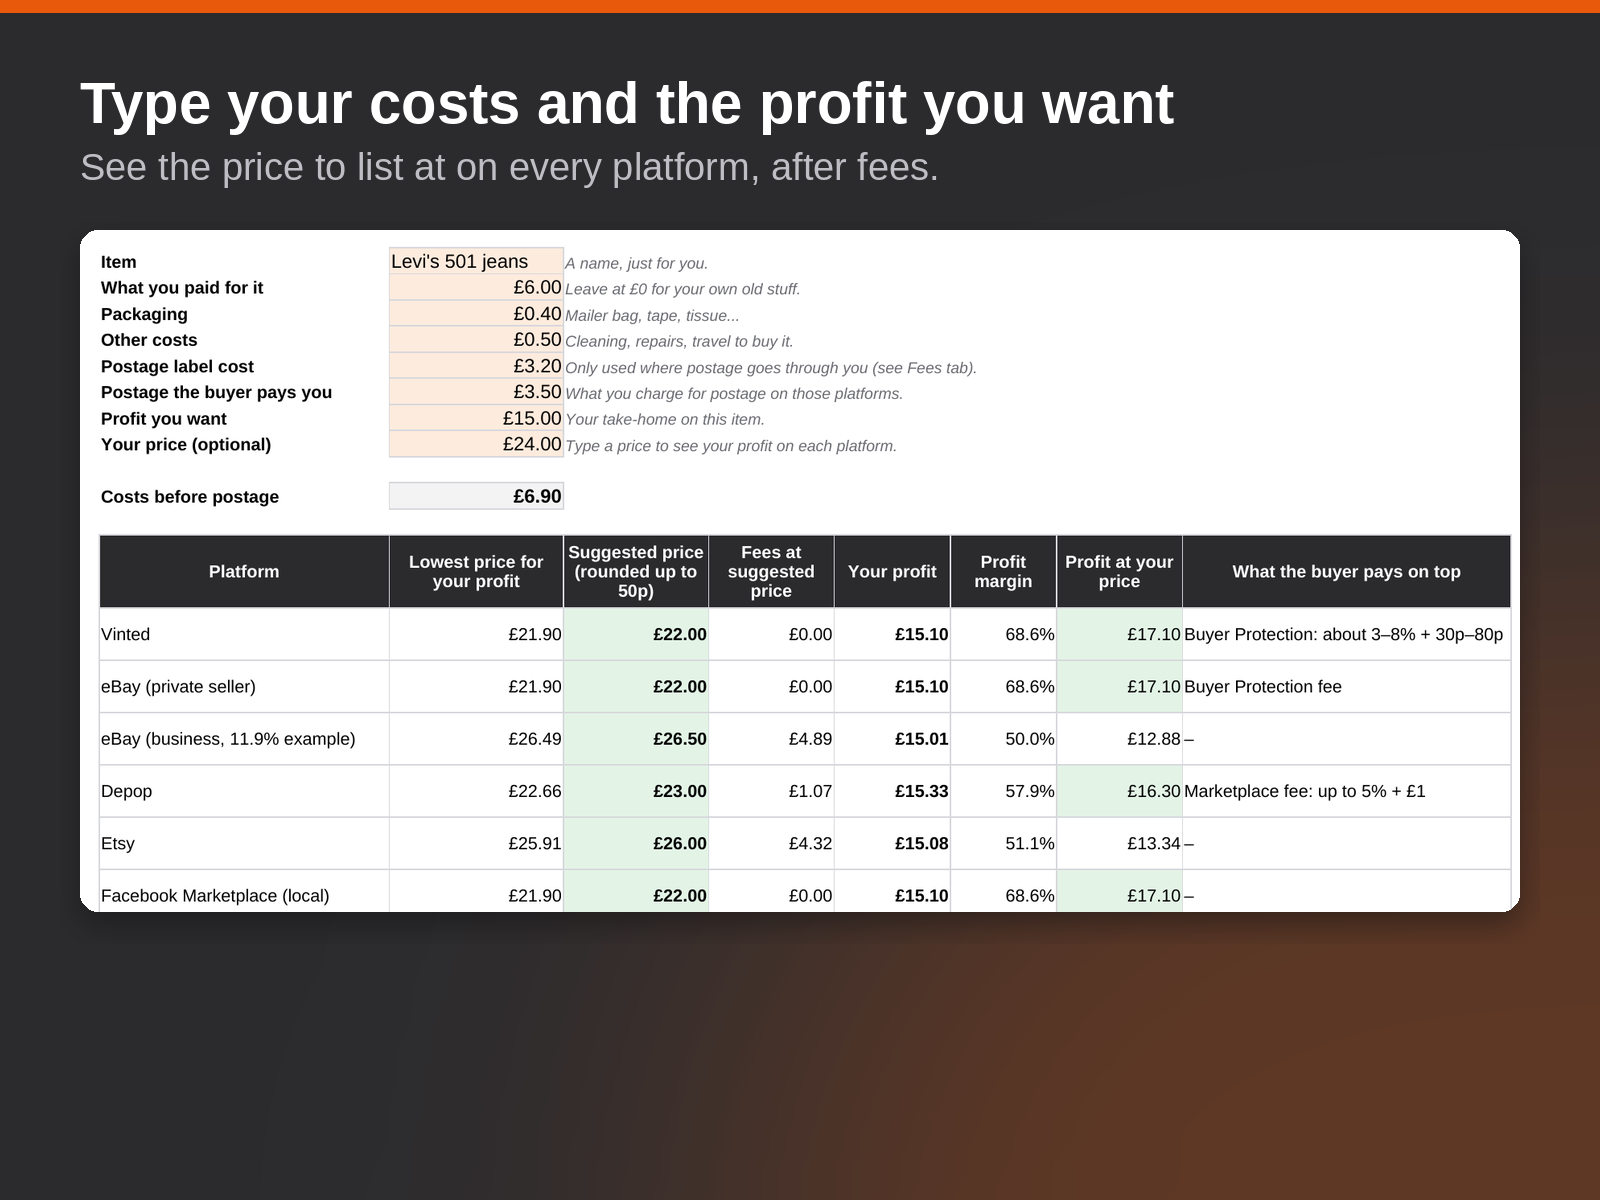 Type your costs and the profit you want
See the price to list at on every platform, after fees.
Item Levi's 501 jeans A name, just for you.
What you paid for it £6.00 Leave at £0 for your own old stuff.
Packaging £0.40 Mailer bag, tape, tissue...
Other costs £0.50 Cleaning, repairs, travel to buy it.
Postage label cost £3.20 Only used where postage goes through you (see Fees tab).
Postage the buyer pays you £3.50 What you charge for postage on those platforms.
Profit you want £15.00 Your take-home on this item.
Your price (optional) £24.00 Type a price to see your profit on each platform.
Costs before postage £6.90
Platform Lowest price for your profit Suggested price (rounded up to 50p) Fees at suggested price Your profit Profit margin Profit at your price What the buyer pays on top
Vinted £21.90 £22.00 £0.00 £15.10 68.6% £17.10 Buyer Protection: about 3–8% + 30p–80p
eBay (private seller) £21.90 £22.00 £0.00 £15.10 68.6% £17.10 Buyer Protection fee
eBay (business, 11.9% example) £26.49 £26.50 £4.89 £15.01 50.0% £12.88 –
Depop £22.66 £23.00 £1.07 £15.33 57.9% £16.30 Marketplace fee: up to 5% + £1
Etsy £25.91 £26.00 £4.32 £15.08 51.1% £13.34 –
Facebook Marketplace (local) £21.90 £22.00 £0.00 £15.10 68.6% £17.10 –